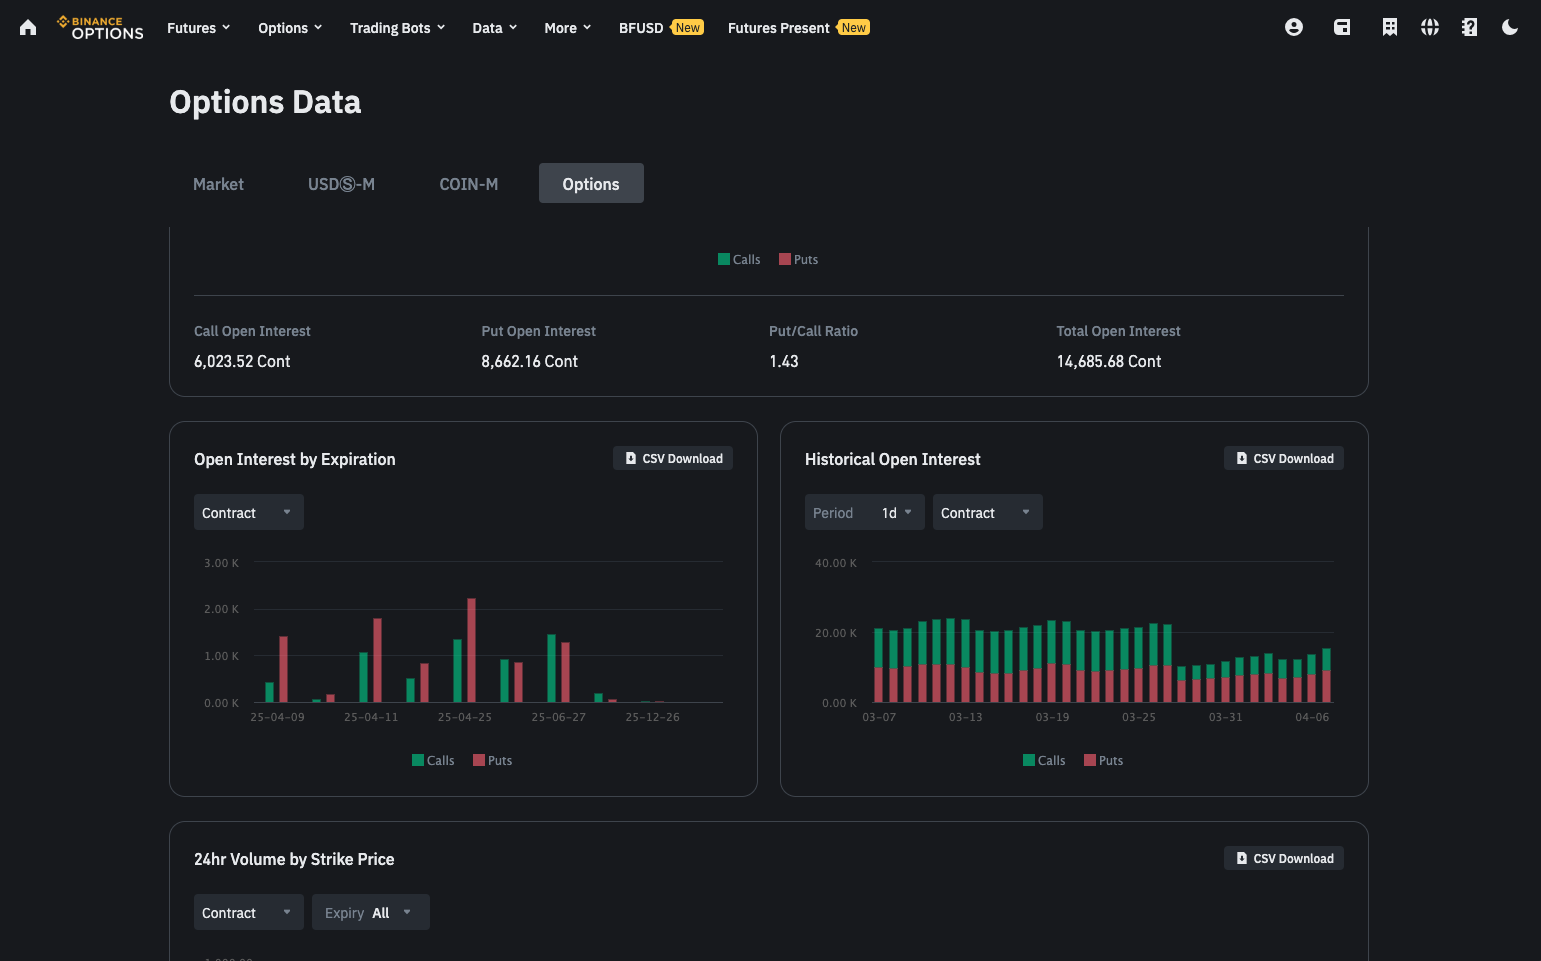 BINANCE
OPTIONS
Futures
Options
Trading Bots
Data
More
BFUSD New
Futures Present New
Options Data
Market
USDⓈ-M
COIN-M
Options
Calls
Puts
Call Open Interest
6,023.52 Cont
Put Open Interest
8,662.16 Cont
Put/Call Ratio
1.43
Total Open Interest
14,685.68 Cont
Open Interest by Expiration
CSV Download
Contract
3.00 K
2.00 K
1.00 K
0.00 K
25-04-09
25-04-11
25-04-25
25-06-27
25-12-26
Calls
Puts
Historical Open Interest
CSV Download
Period 1d
Contract
40.00 K
20.00 K
0.00 K
03-07
03-13
03-19
03-25
03-31
04-06
Calls
Puts
24hr Volume by Strike Price
CSV Download
Contract
Expiry All